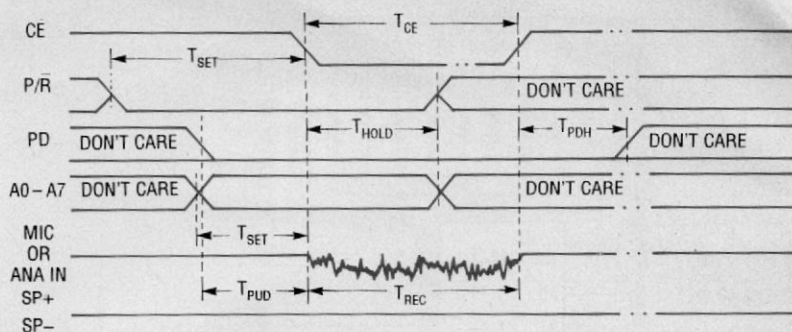 CE T_CE
T_SET
P/R DON'T CARE
PD DON'T CARE T_HOLD T_PDH DON'T CARE
A0 – A7 DON'T CARE DON'T CARE
MIC
OR
ANA IN
T_SET
SP+ T_PUD T_REC
SP–